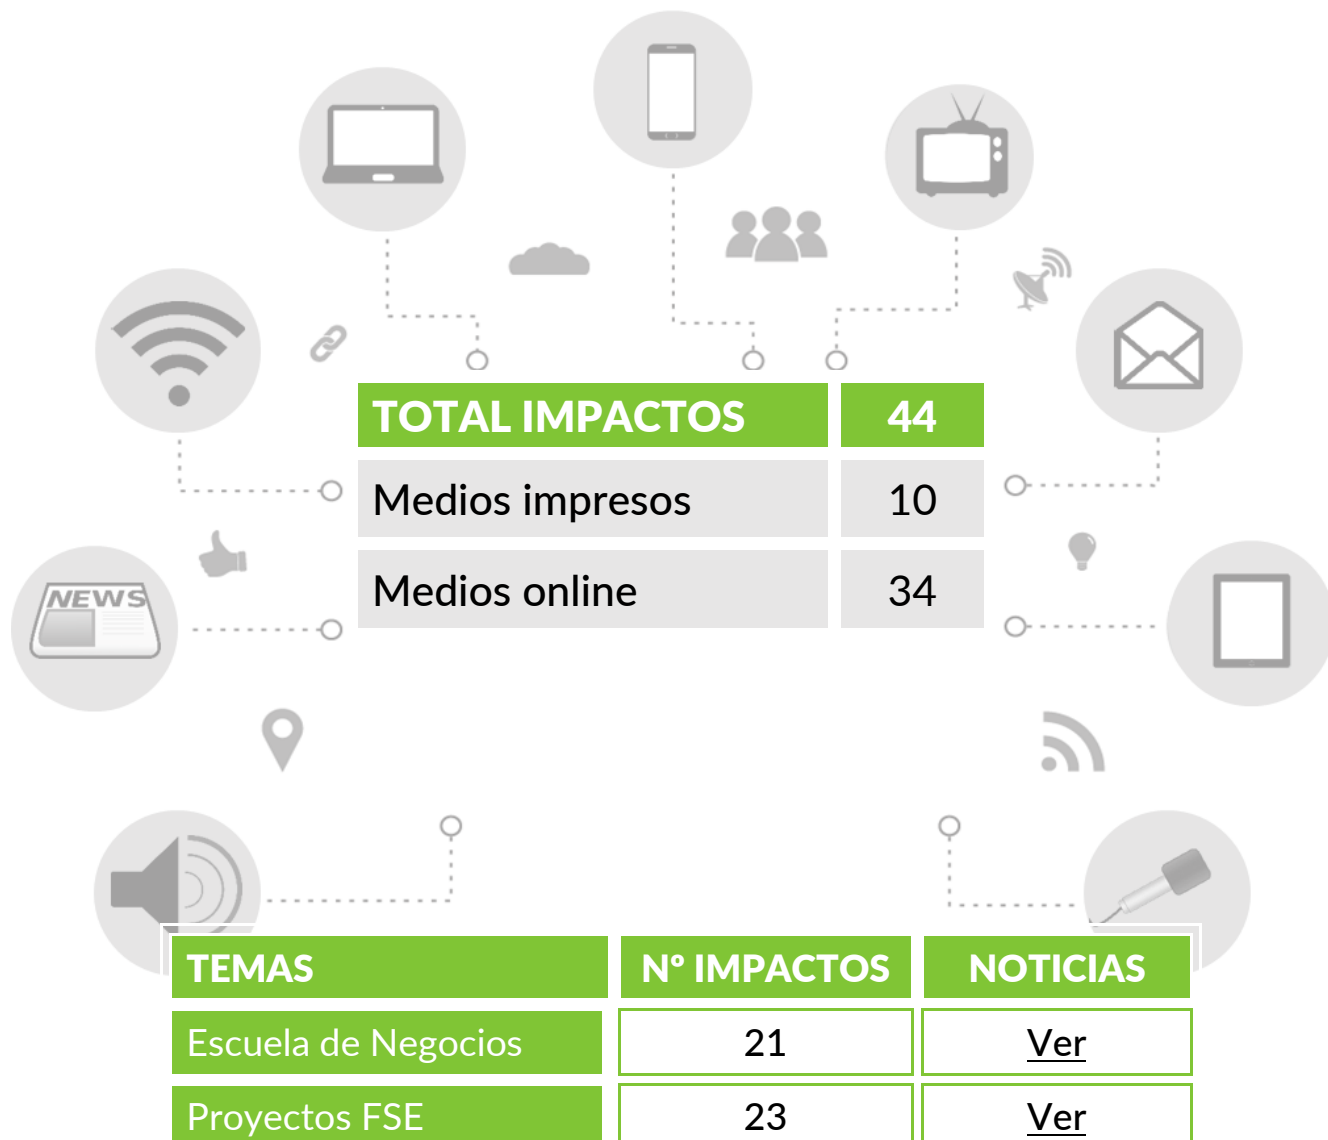 TOTAL IMPACTOS 44
Medios impresos 10
Medios online 34
NEWS
TEMAS Nº IMPACTOS NOTICIAS
Escuela de Negocios 21 Ver
Proyectos FSE 23 Ver